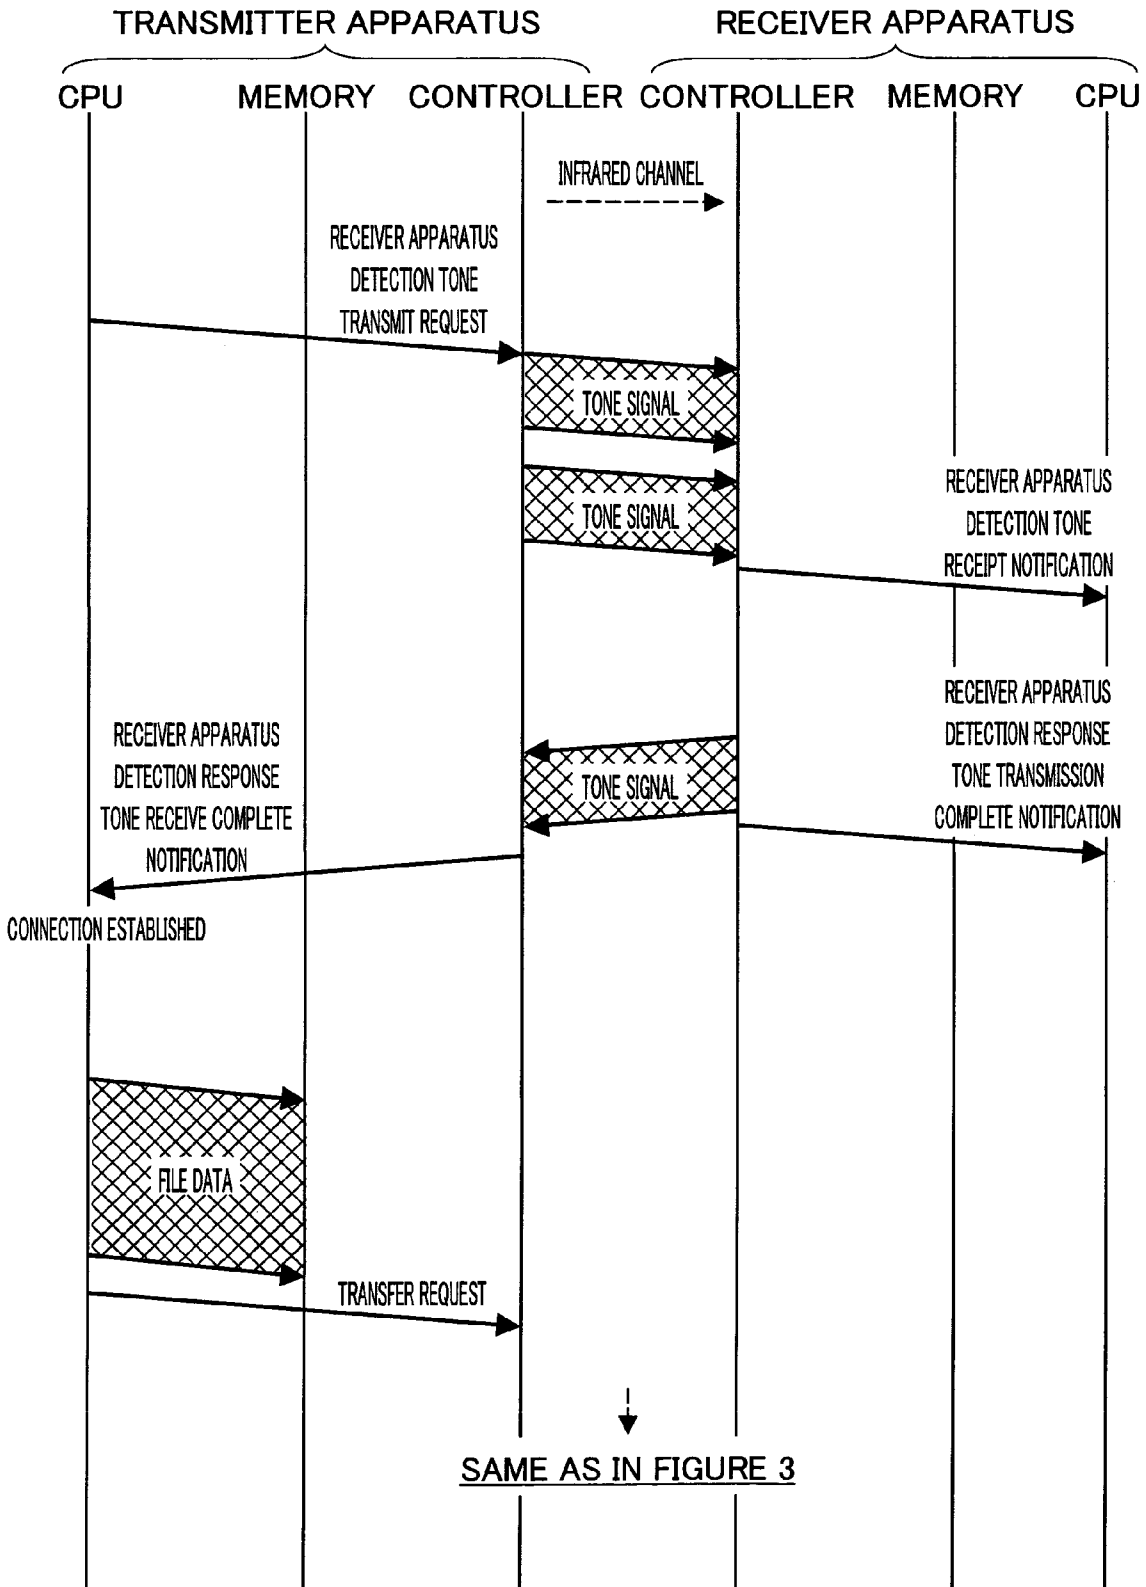 TRANSMITTER APPARATUS
RECEIVER APPARATUS
CPU
MEMORY
CONTROLLER
CONTROLLER
MEMORY
CPU
INFRARED CHANNEL
RECEIVER APPARATUS
DETECTION TONE
TRANSMIT REQUEST
TONE SIGNAL
TONE SIGNAL
RECEIVER APPARATUS
DETECTION TONE
RECEIPT NOTIFICATION
RECEIVER APPARATUS
DETECTION RESPONSE
TONE TRANSMISSION
COMPLETE NOTIFICATION
RECEIVER APPARATUS
DETECTION RESPONSE
TONE RECEIVE COMPLETE
NOTIFICATION
TONE SIGNAL
CONNECTION ESTABLISHED
FILE DATA
TRANSFER REQUEST
SAME AS IN FIGURE 3